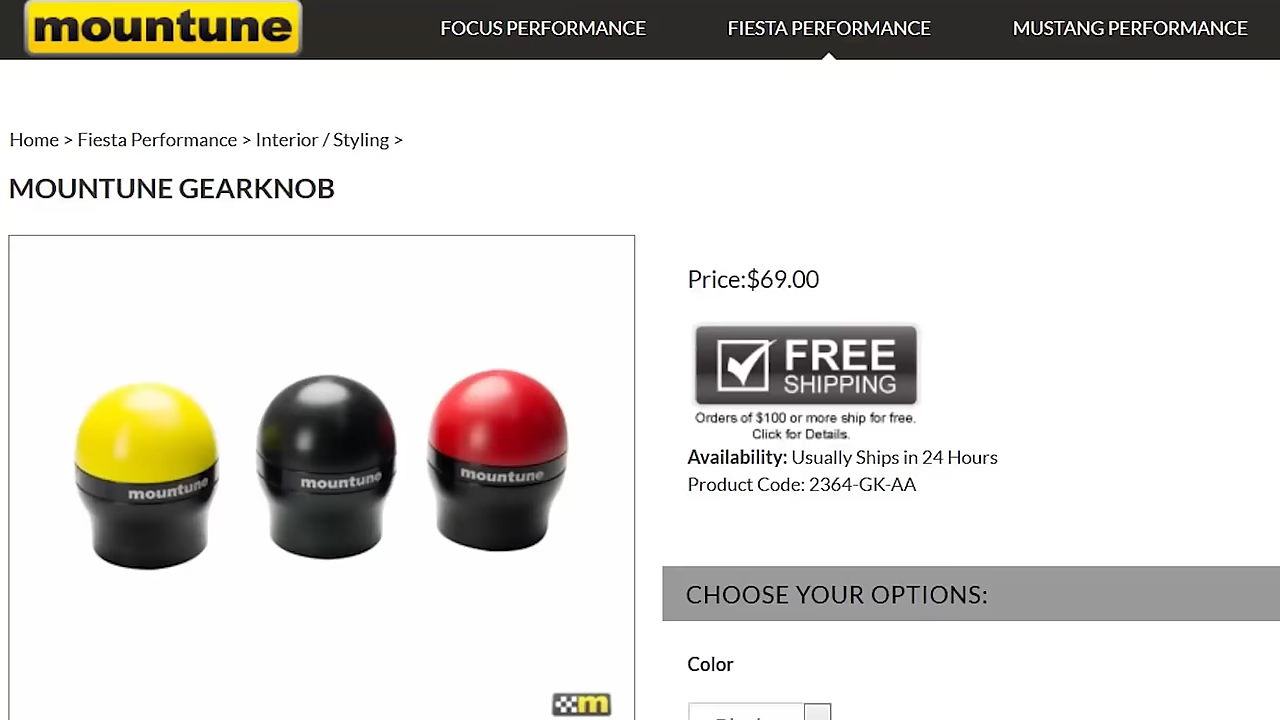 mountune
FOCUS PERFORMANCE
FIESTA PERFORMANCE
MUSTANG PERFORMANCE
Home > Fiesta Performance > Interior / Styling >
MOUNTUNE GEARKNOB
mountune
mountune
mountune
m
Price:$69.00
FREE
SHIPPING
Orders of $100 or more ship for free.
Click for Details.
Availability: Usually Ships in 24 Hours
Product Code: 2364-GK-AA
CHOOSE YOUR OPTIONS:
Color